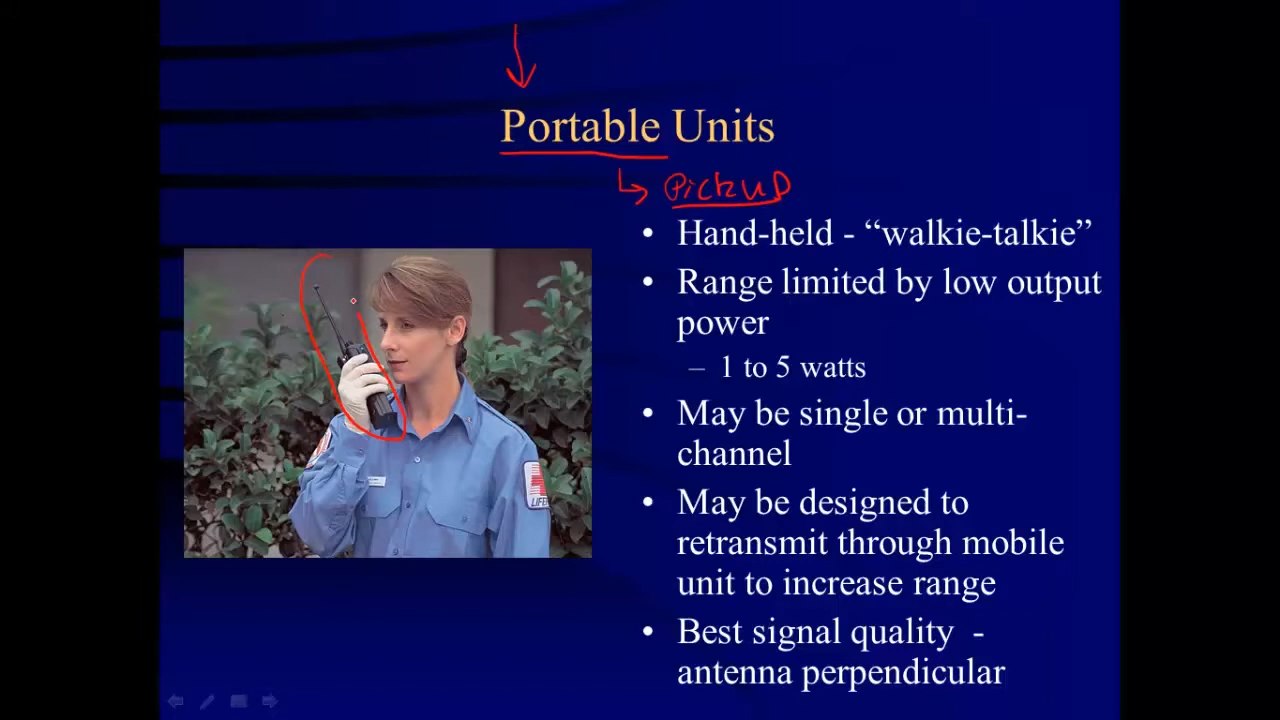 Portable Units
↳ Pickup
• Hand-held - “walkie-talkie”
• Range limited by low output
power
– 1 to 5 watts
• May be single or multi-
channel
• May be designed to
retransmit through mobile
unit to increase range
• Best signal quality -
antenna perpendicular